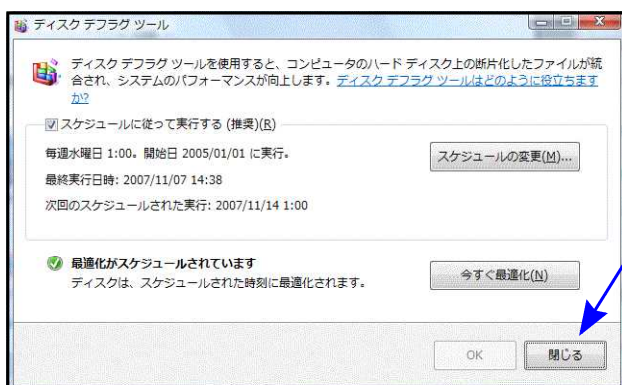 ディスク デフラグ ツール
ディスク デフラグ ツールを使用すると、コンピュータのハード ディスク上の断片化したファイルが統
合され、システムのパフォーマンスが向上します。ディスク デフラグ ツールはどのように役立ちます
か?
スケジュールに従って実行する (推奨)(R)
毎週水曜日 1:00。開始日 2005/01/01 に実行。
スケジュールの変更(M)...
最終実行日時: 2007/11/07 14:38
次回のスケジュールされた実行: 2007/11/14 1:00
最適化がスケジュールされています
ディスクは、スケジュールされた時刻に最適化されます。
今すぐ最適化(N)
OK
閉じる